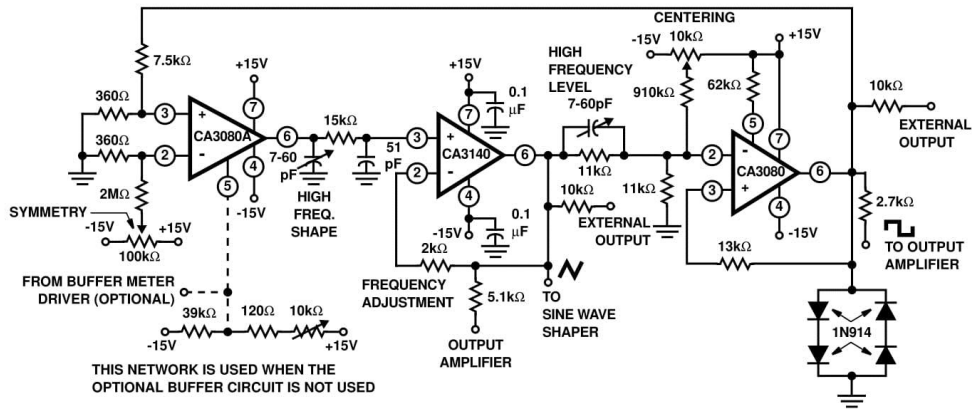 CENTERING
-15V
10kΩ
+15V
7.5kΩ
+15V
+15V
0.1
µF
HIGH
FREQUENCY
LEVEL
7-60pF
910kΩ
62kΩ
10kΩ
EXTERNAL
OUTPUT
360Ω
360Ω
3
2
+
-
CA3080A
7
6
4
5
-15V
15kΩ
7-60
pF
51
pF
HIGH
FREQ.
SHAPE
3
2
+
-
CA3140
7
6
4
-15V
0.1
µF
11kΩ
10kΩ
EXTERNAL
OUTPUT
11kΩ
2
3
-
+
CA3080
5
7
6
4
-15V
13kΩ
2.7kΩ
TO OUTPUT
AMPLIFIER
2MΩ
SYMMETRY
-15V
+15V
100kΩ
FROM BUFFER METER
DRIVER (OPTIONAL)
2kΩ
FREQUENCY
ADJUSTMENT
5.1kΩ
OUTPUT
AMPLIFIER
TO
SINE WAVE
SHAPER
1N914
39kΩ
120Ω
10kΩ
-15V
+15V
THIS NETWORK IS USED WHEN THE
OPTIONAL BUFFER CIRCUIT IS NOT USED